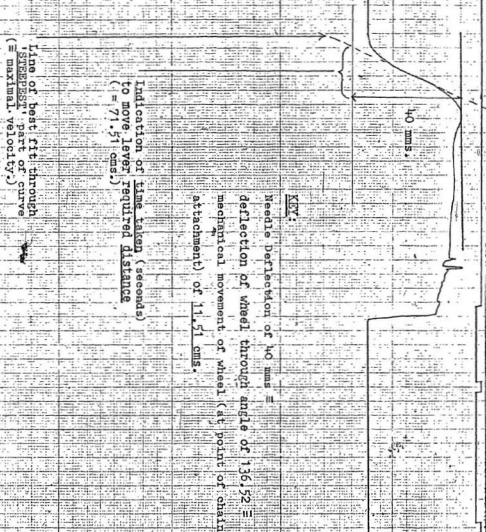 40 mms.
KEY:
Needle Deflection of 40 mms ≡
deflection of wheel through angle of 136.52 ≡
mechanical movement of wheel (at point of chain
attachment) of 11.51 cms.
Indication of time taken (seconds)
to move lever required distance
( = 71.51 cms.)
Line of best fit through
'STEEPEST' part of curve
(= maximal velocity.)